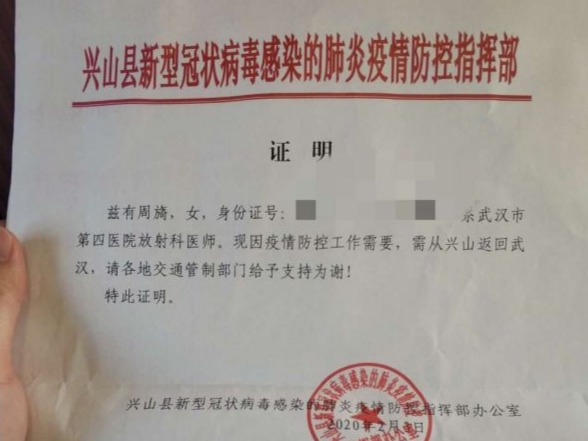 兴山县新型冠状病毒感染的肺炎疫情防控指挥部
证 明
兹有周旖，女，身份证号： 系武汉市
第四医院放射科医师。现因疫情防控工作需要，需从兴山返回武
汉，请各地交通管制部门给予支持为谢！
特此证明。
兴山县新型冠状病毒感染的肺炎疫情防控指挥部办公室
2020年2月3日